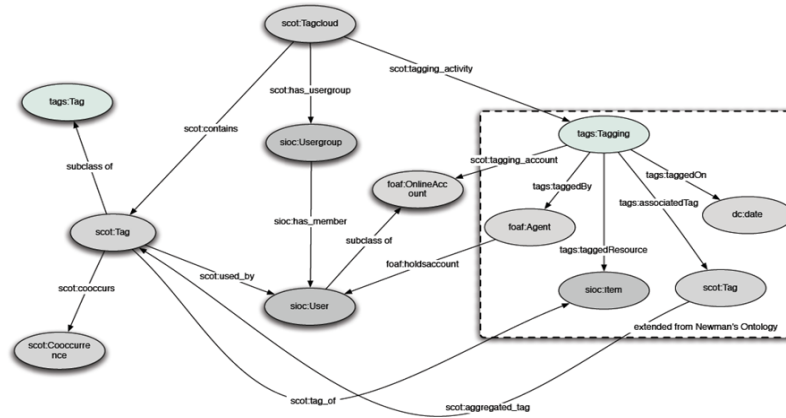 scot:Tagcloud
scot:tagging_activity
scot:has_usergroup
tags:Tag
scot:contains
sioc:Usergroup
tags:Tagging
scot:tagging_account
subclass of
foaf:OnlineAcc
ount
tags:taggedOn
tags:taggedBy
tags:associatedTag
dc:date
sioc:has_member
foaf:Agent
scot:Tag
subclass of
tags:taggedResource
foaf:holdsaccount
scot:used_by
scot:cooccurs
sioc:User
sioc:item
scot:Tag
extended from Newman's Ontology
scot:Cooccurre
nce
scot:tag_of
scot:aggregated_tag